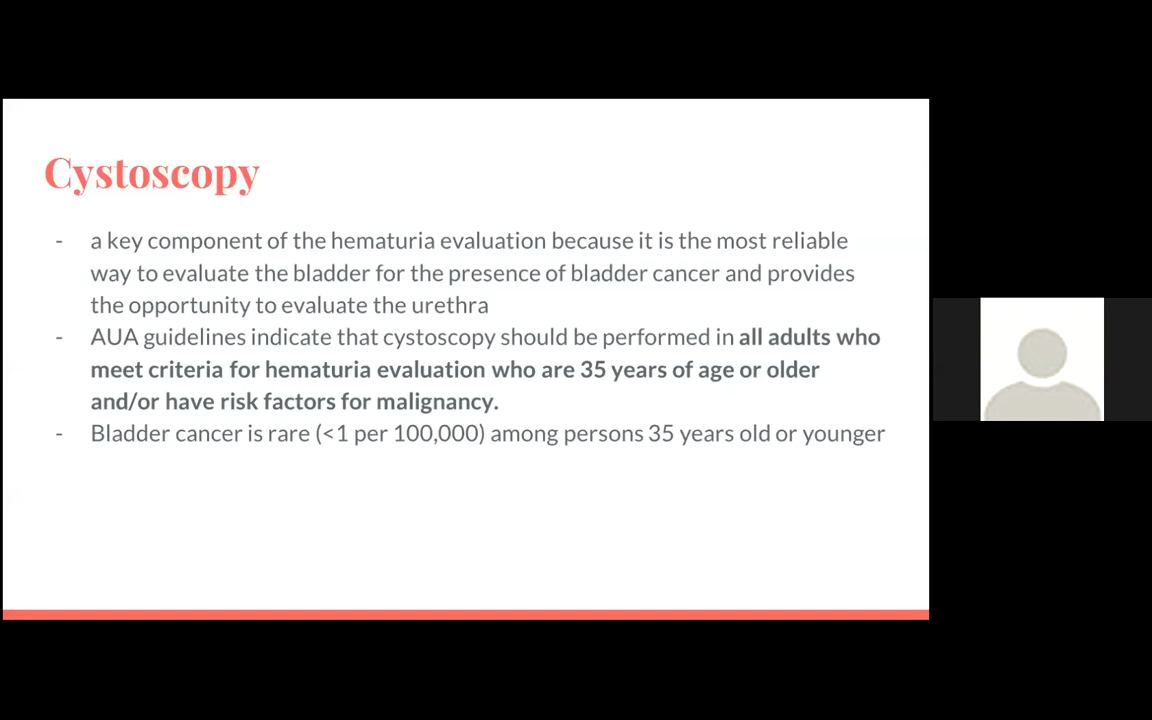 Cystoscopy
- a key component of the hematuria evaluation because it is the most reliable
way to evaluate the bladder for the presence of bladder cancer and provides
the opportunity to evaluate the urethra
- AUA guidelines indicate that cystoscopy should be performed in all adults who
meet criteria for hematuria evaluation who are 35 years of age or older
and/or have risk factors for malignancy.
- Bladder cancer is rare (<1 per 100,000) among persons 35 years old or younger